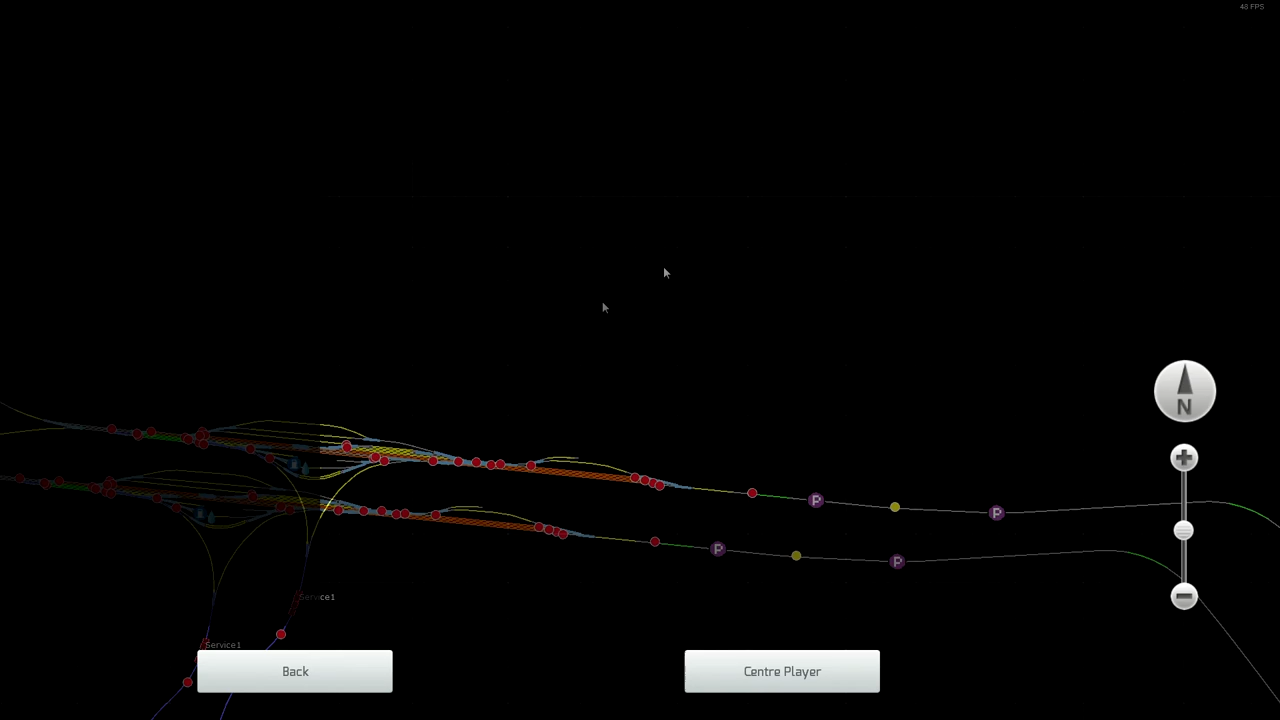 48 FPS
P
P
P
P
N
Service1
Service1
Back
Centre Player